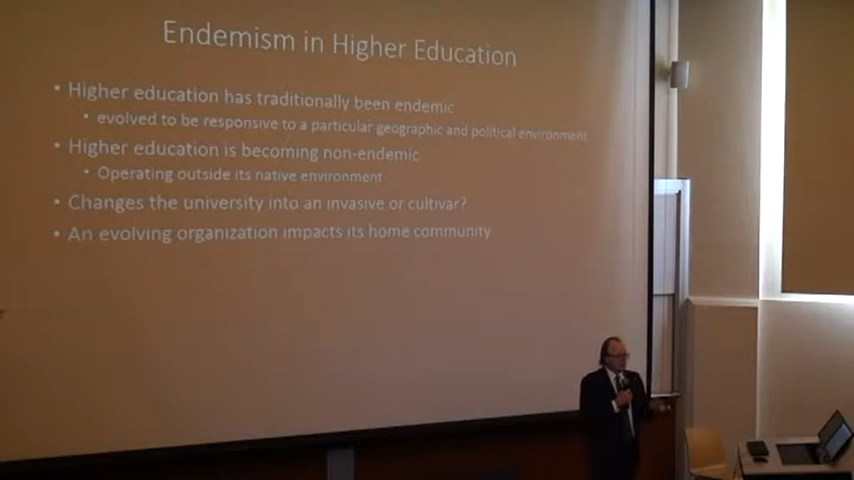 Endemism in Higher Education
• Higher education has traditionally been endemic
• evolved to be responsive to a particular geographic and political environment
• Higher education is becoming non-endemic
• Operating outside its native environment
• Changes the university into an invasive or cultivar?
• An evolving organization impacts its home community